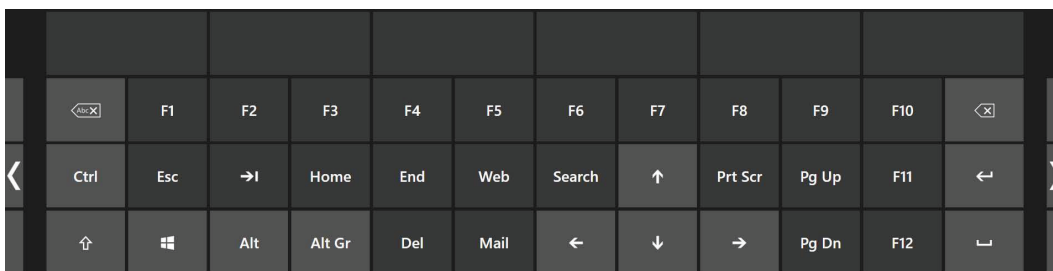 Abc F1 F2 F3 F4 F5 F6 F7 F8 F9 F10
Ctrl Esc Home End Web Search Prt Scr Pg Up F11
Alt Alt Gr Del Mail Pg Dn F12